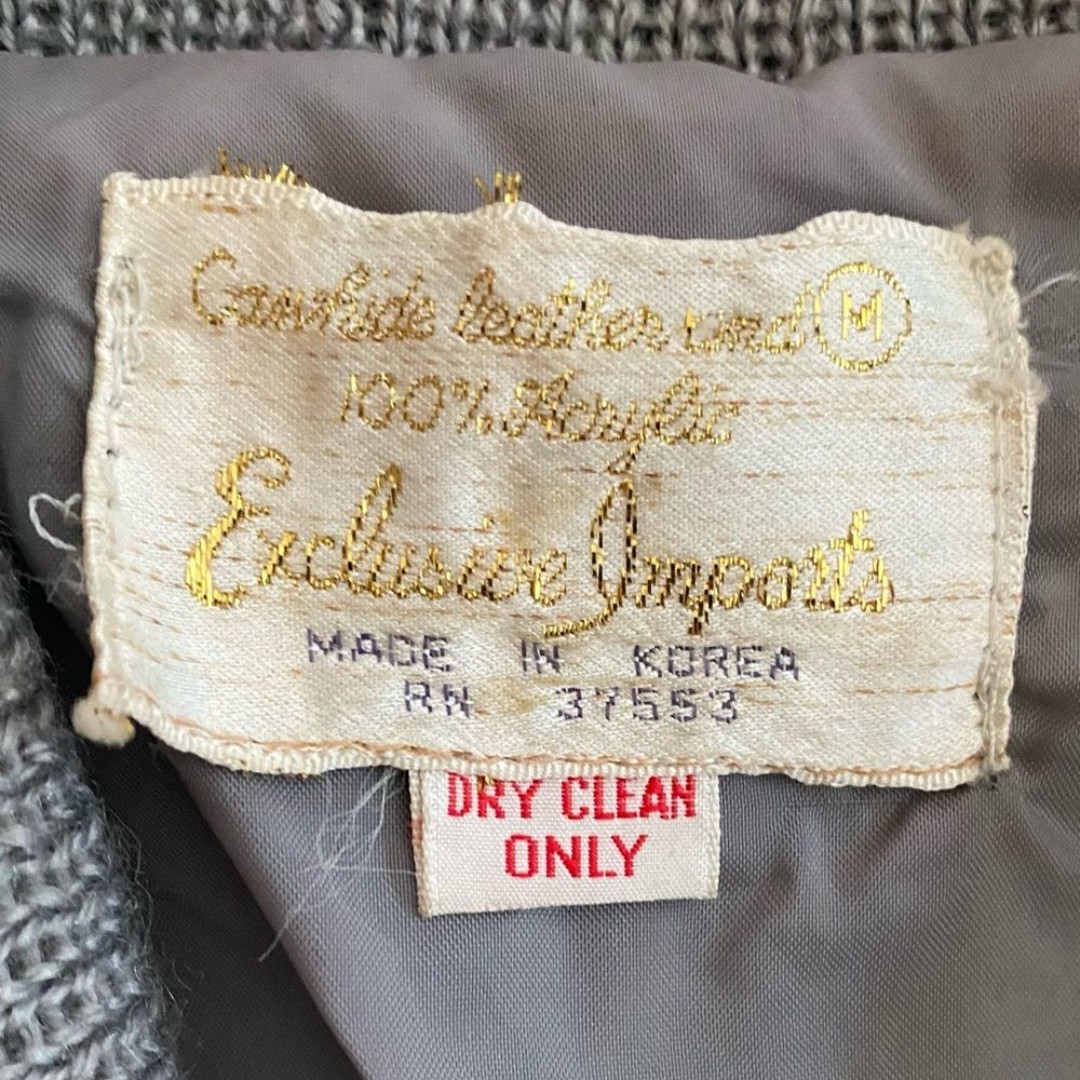 Cowhide leather and M
100% Acrylic
Exclusive Imports
MADE IN KOREA
RN 37553
DRY CLEAN
ONLY